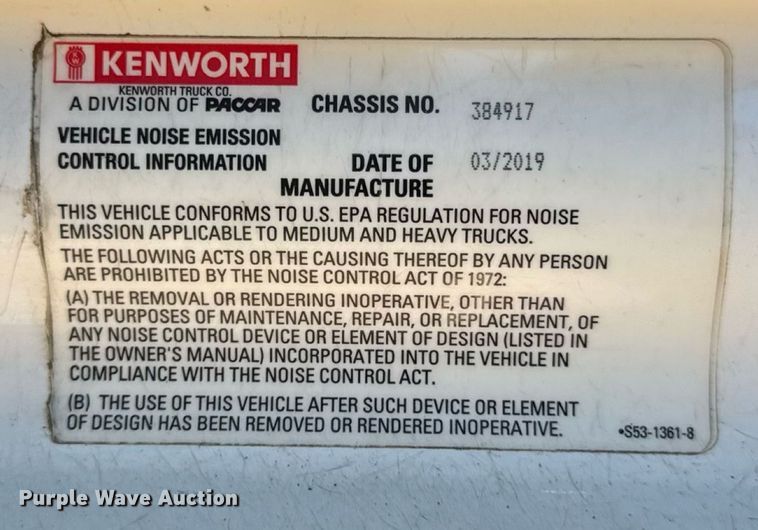 KENWORTH
KENWORTH TRUCK CO.
A DIVISION OF PACCAR
CHASSIS NO. 384917
VEHICLE NOISE EMISSION
CONTROL INFORMATION
DATE OF 03/2019
MANUFACTURE
THIS VEHICLE CONFORMS TO U.S. EPA REGULATION FOR NOISE
EMISSION APPLICABLE TO MEDIUM AND HEAVY TRUCKS.
THE FOLLOWING ACTS OR THE CAUSING THEREOF BY ANY PERSON
ARE PROHIBITED BY THE NOISE CONTROL ACT OF 1972:
(A) THE REMOVAL OR RENDERING INOPERATIVE, OTHER THAN
FOR PURPOSES OF MAINTENANCE, REPAIR, OR REPLACEMENT, OF
ANY NOISE CONTROL DEVICE OR ELEMENT OF DESIGN (LISTED IN
THE OWNER'S MANUAL) INCORPORATED INTO THE VEHICLE IN
COMPLIANCE WITH THE NOISE CONTROL ACT.
(B) THE USE OF THIS VEHICLE AFTER SUCH DEVICE OR ELEMENT
OF DESIGN HAS BEEN REMOVED OR RENDERED INOPERATIVE.
•S53-1361-8
Purple Wave Auction